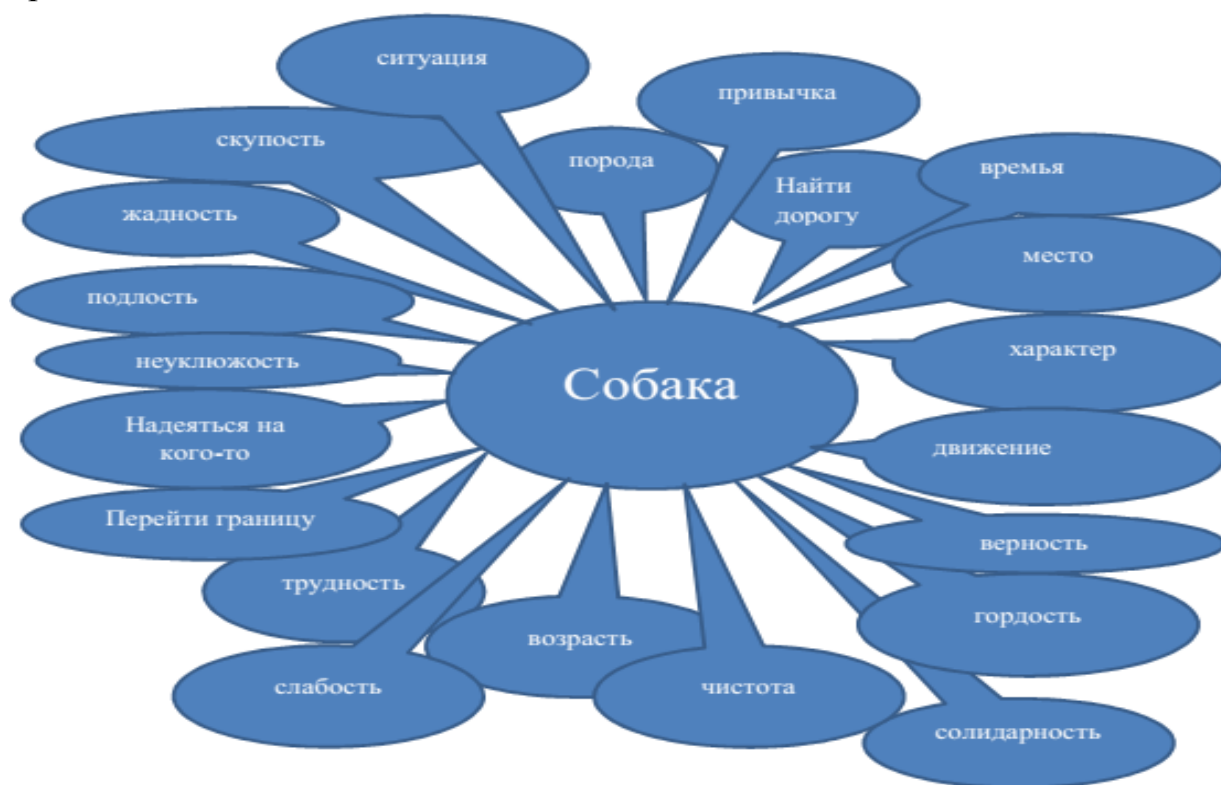 ситуация
привычка
скупость
порода
Найти
дорогу
времья
жадность
место
подлость
характер
неуклюжость
Собака
Надеяться на
кого-то
движение
Перейти границу
верность
трудность
гордость
возрасть
слабость
чистота
солидарность